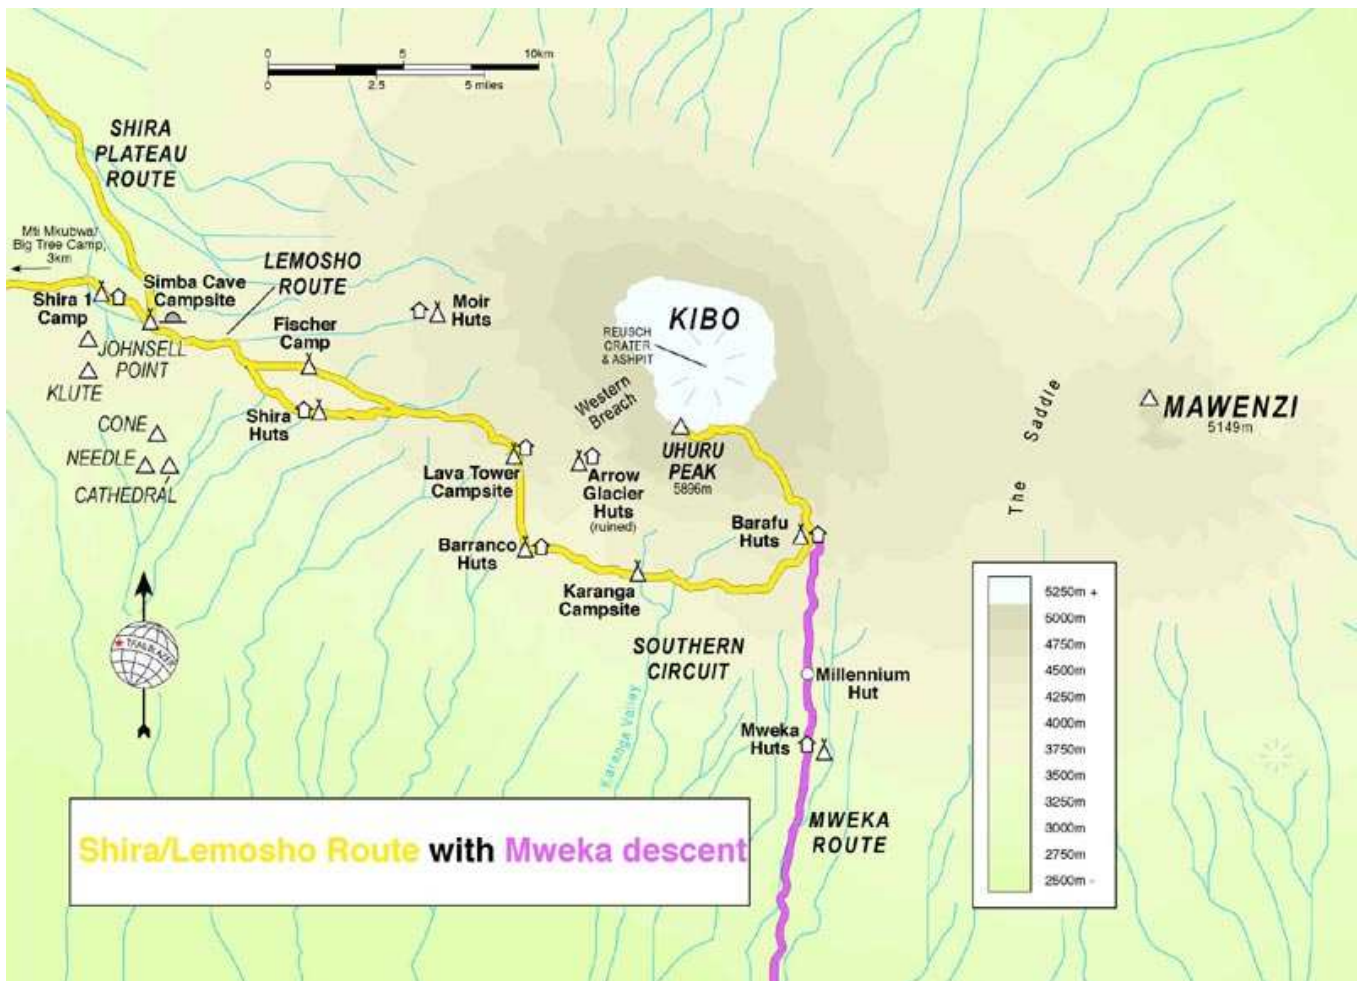 0 5 10km
0 2.5 5 miles
SHIRA
PLATEAU
ROUTE
Mti Mkubwa/
Big Tree Camp,
3km
LEMOSHO
ROUTE
Shira 1
Camp
Simba Cave
Campsite
Fischer
Camp
Moir
Huts
JOHNSELL
POINT
KLUTE
CONE
NEEDLE
CATHEDRAL
Shira
Huts
KIBO
REUSCH
CRATER
& ASHPIT
Western
Breach
UHURU
PEAK
5896m
The Saddle
MAWENZI
5149m
Lava Tower
Campsite
Arrow
Glacier
Huts
(ruined)
Barranco
Huts
Karanga
Campsite
Barafu
Huts
SOUTHERN
CIRCUIT
Karanga Valley
Millennium
Hut
Mweka
Huts
MWEKA
ROUTE
TRAILBLAZER
5250m +
5000m
4750m
4500m
4250m
4000m
3750m
3500m
3250m
3000m
2750m
2500m -
Shira/Lemosho Route with Mweka descent